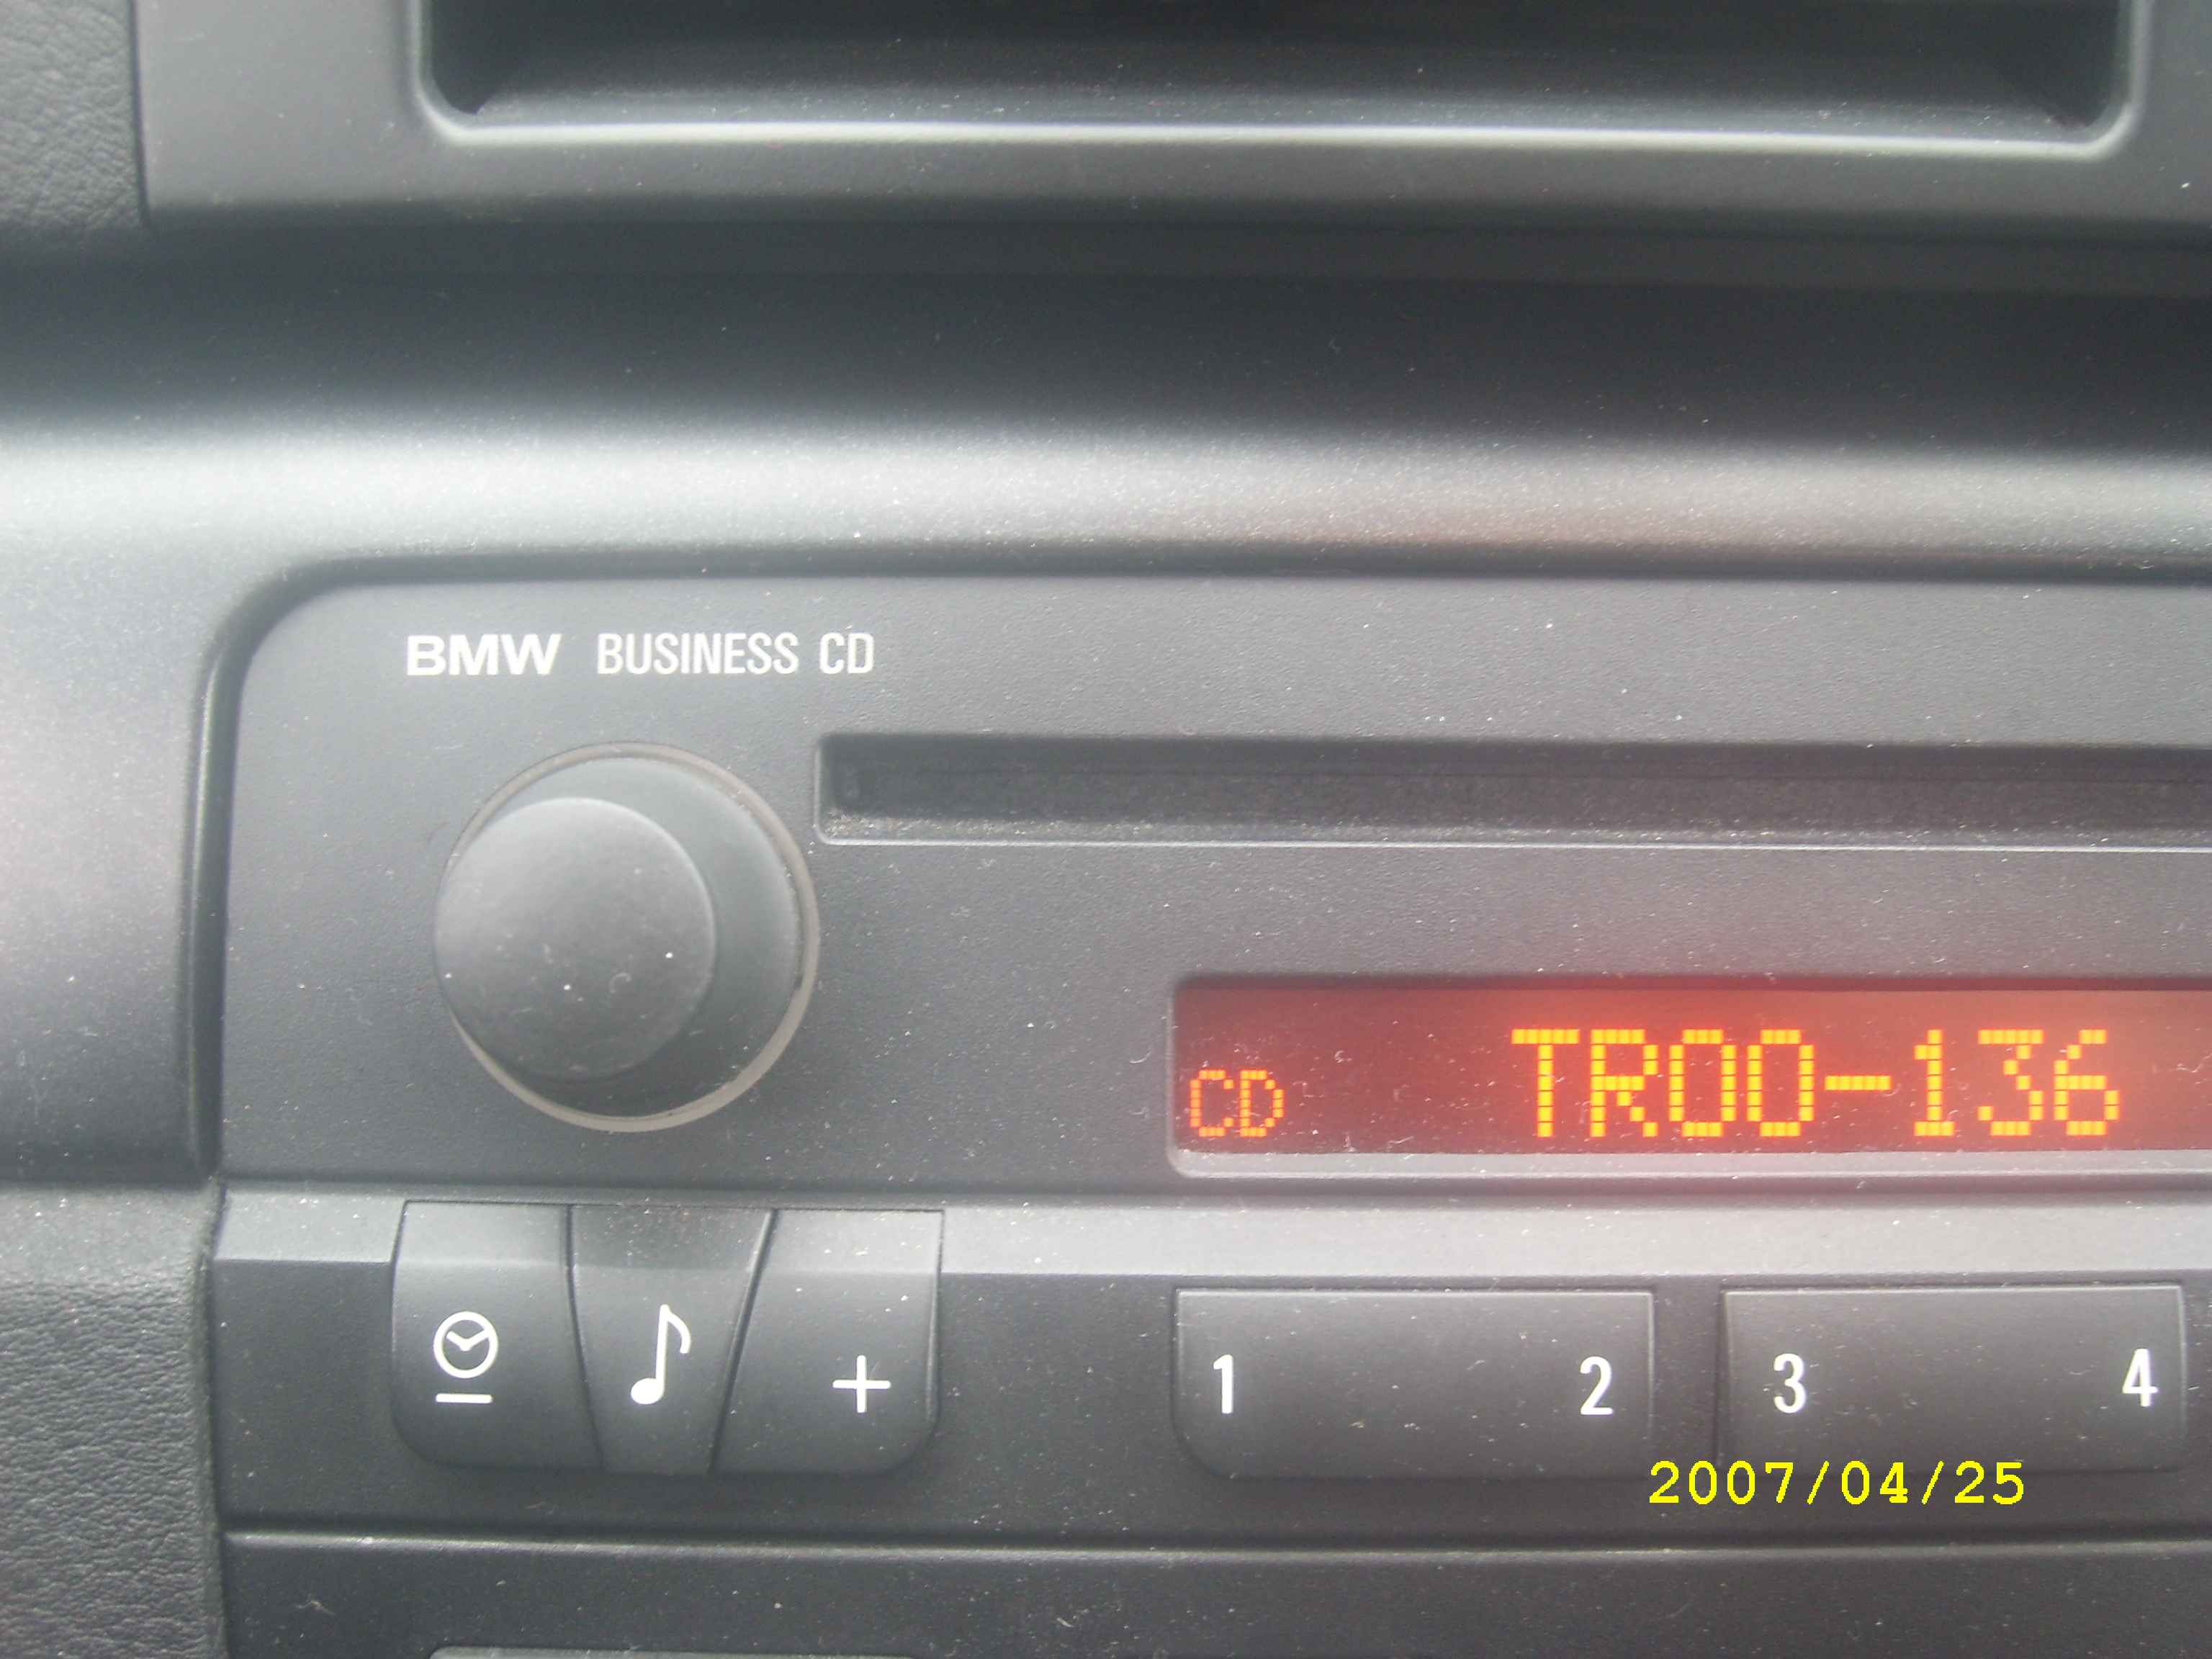 BMW BUSINESS CD
CD TR00-136
+ 1 2 3 4
2007/04/25